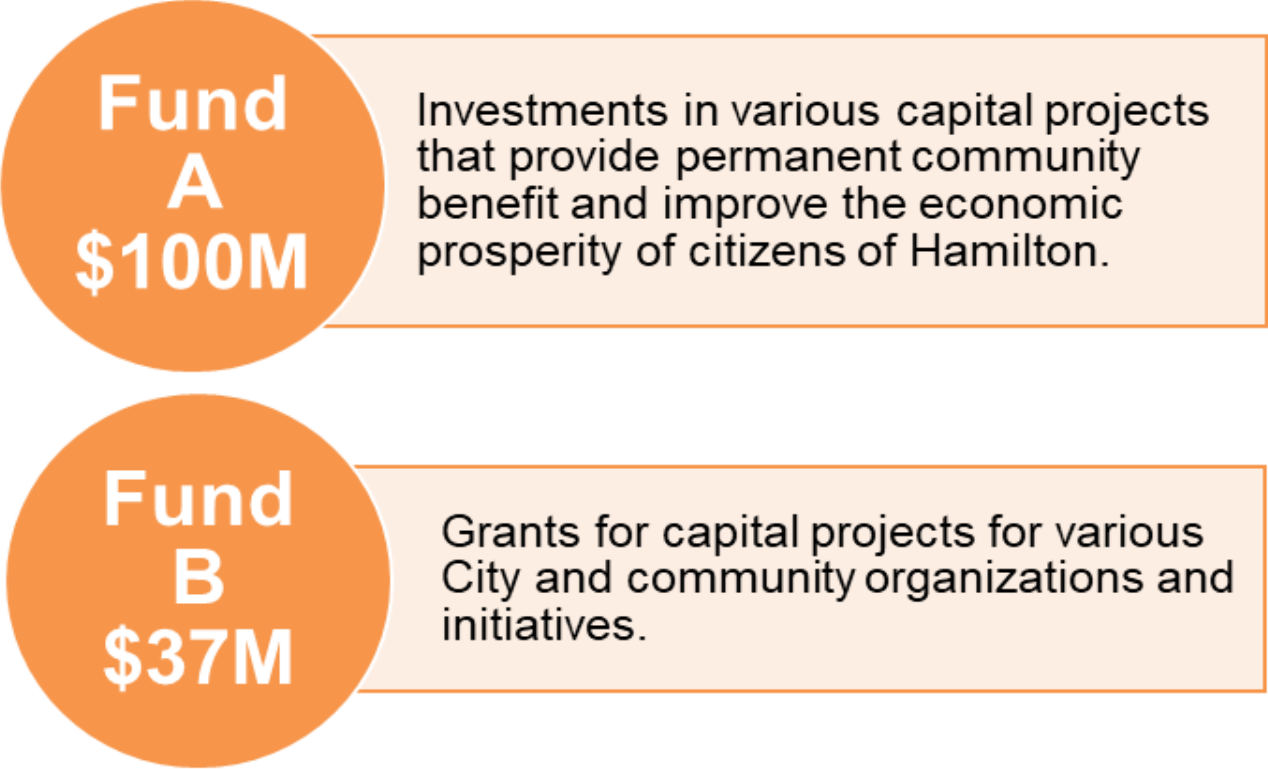 Fund
A
$100M
Investments in various capital projects
that provide permanent community
benefit and improve the economic
prosperity of citizens of Hamilton.
Fund
B
$37M
Grants for capital projects for various
City and community organizations and
initiatives.